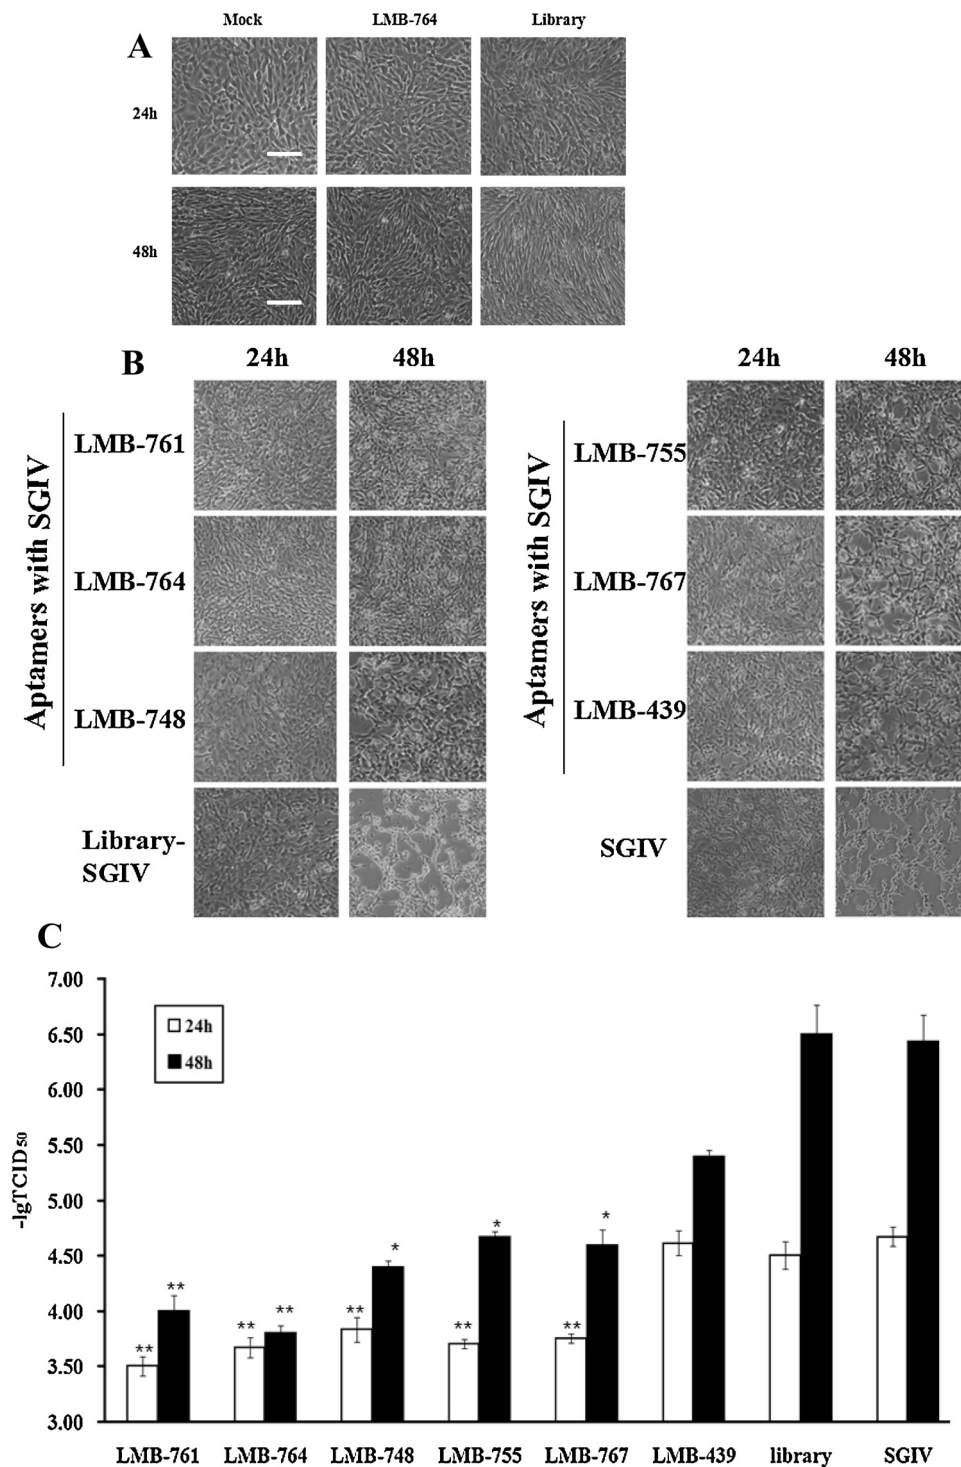 Mock LMB-764 Library
A
24h
48h
B
24h 48h
Aptamers with SGIV
LMB-761
LMB-764
LMB-748
Library-
SGIV
24h 48h
Aptamers with SGIV
LMB-755
LMB-767
LMB-439
SGIV
C
-lgTCID50
7.00
6.50
6.00
5.50
5.00
4.50
4.00
3.50
3.00
24h
48h
** **
** **
** *
** *
** *
LMB-761 LMB-764 LMB-748 LMB-755 LMB-767 LMB-439 library SGIV